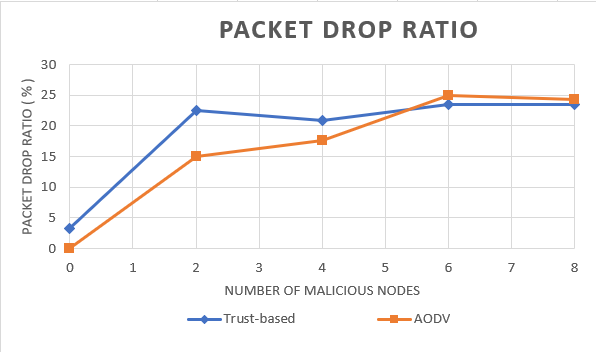 PACKET DROP RATIO
PACKET DROP RATIO ( % )
30
25
20
15
10
5
0
0 1 2 3 4 5 6 7 8
NUMBER OF MALICIOUS NODES
Trust-based AODV